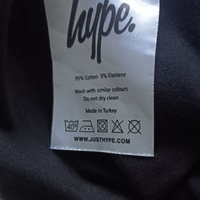 hype.
95% Cotton 5% Elastane
Wash with similar colours
Do not dry clean
Made in Turkey
40°
WWW.JUSTHYPE.COM